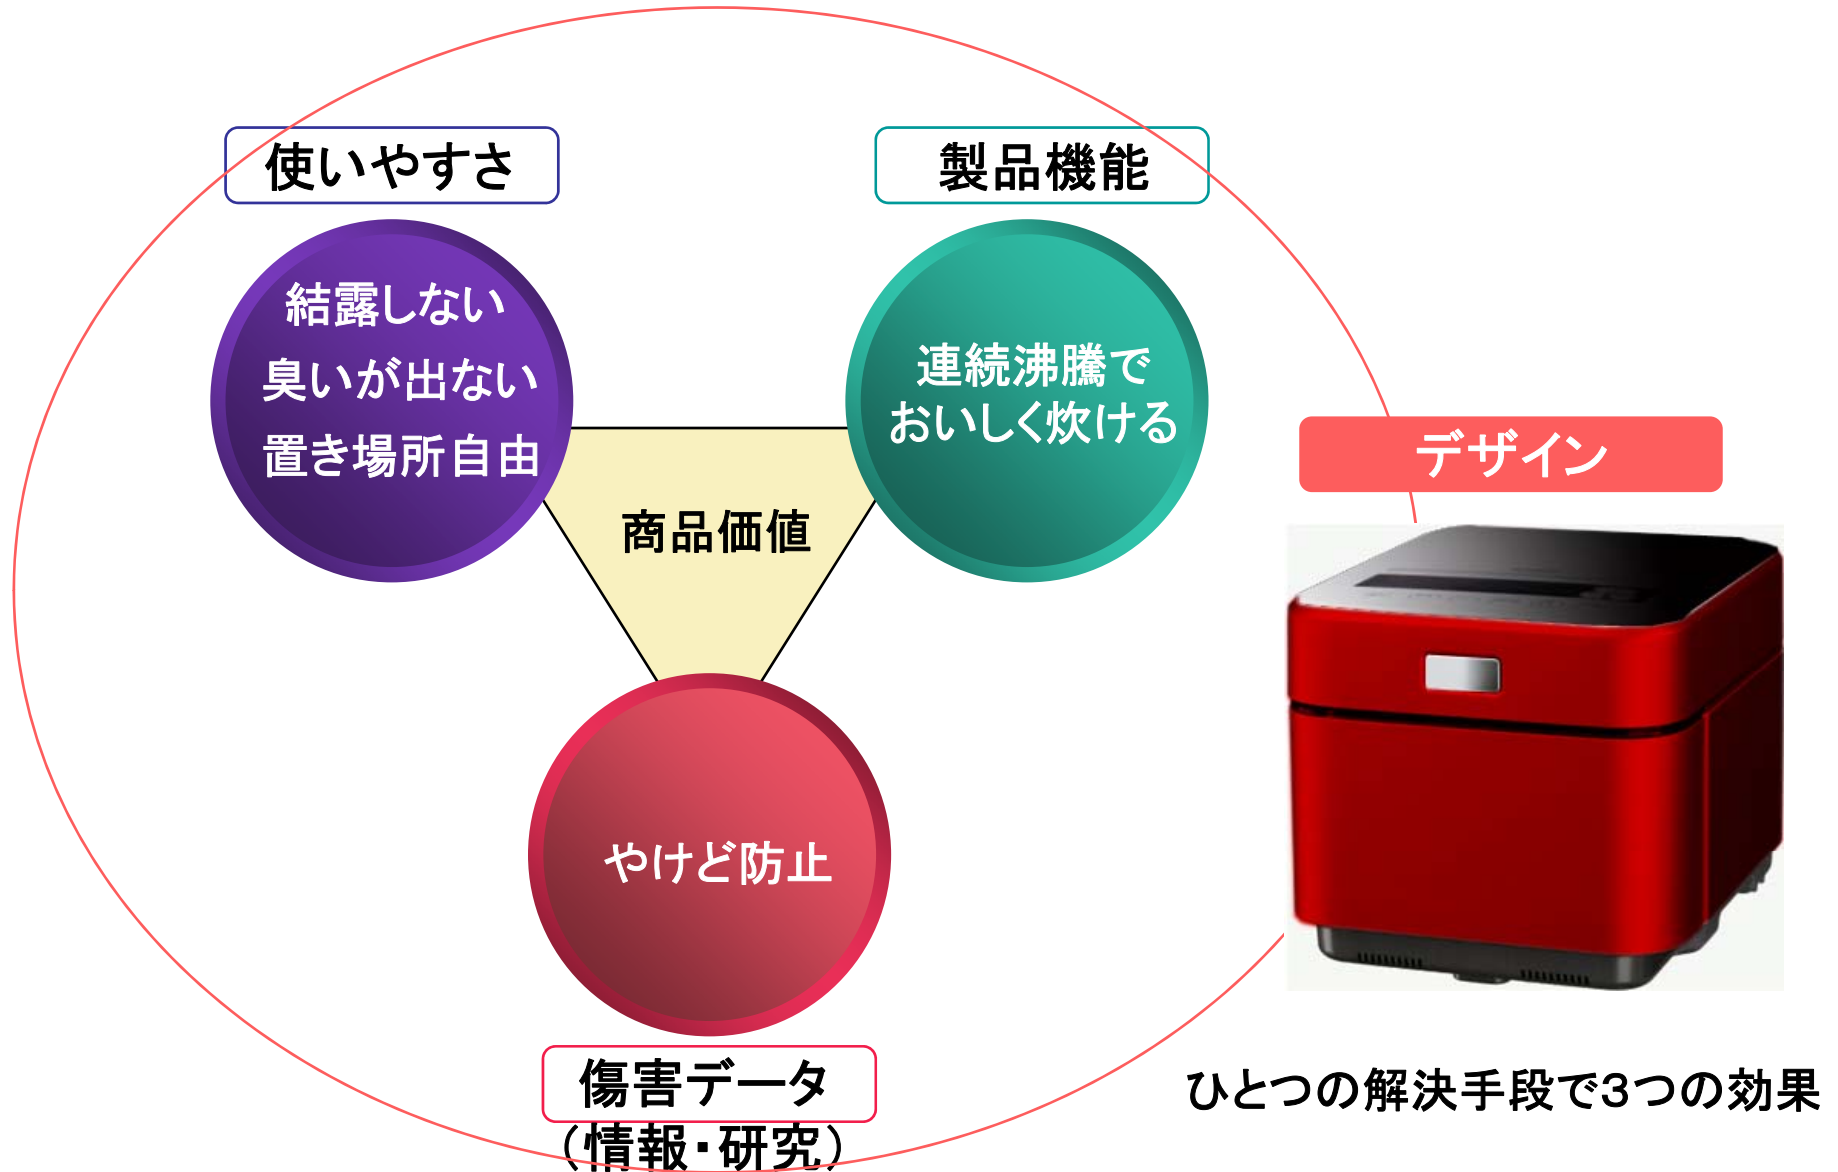 使いやすさ
製品機能
結露しない
臭いが出ない
置き場所自由
連続沸騰で
おいしく炊ける
デザイン
商品価値
やけど防止
傷害データ
（情報・研究）
ひとつの解決手段で３つの効果